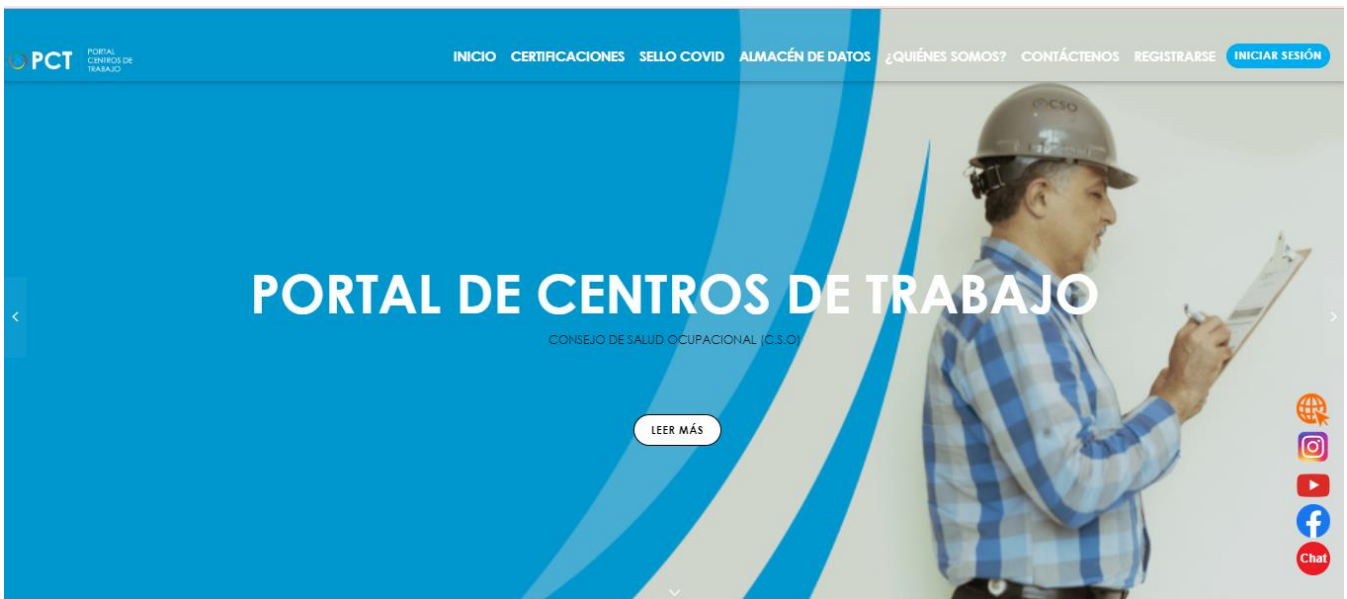 PCT
PORTAL
CENTROS DE
TRABAJO
INICIO CERTIFICACIONES SELLO COVID ALMACÉN DE DATOS ¿QUIÉNES SOMOS? CONTÁCTENOS REGISTRARSE INICIAR SESIÓN
CSO
PORTAL DE CENTROS DE TRABAJO
CONSEJO DE SALUD OCUPACIONAL (C.S.O)
LEER MÁS
Chat